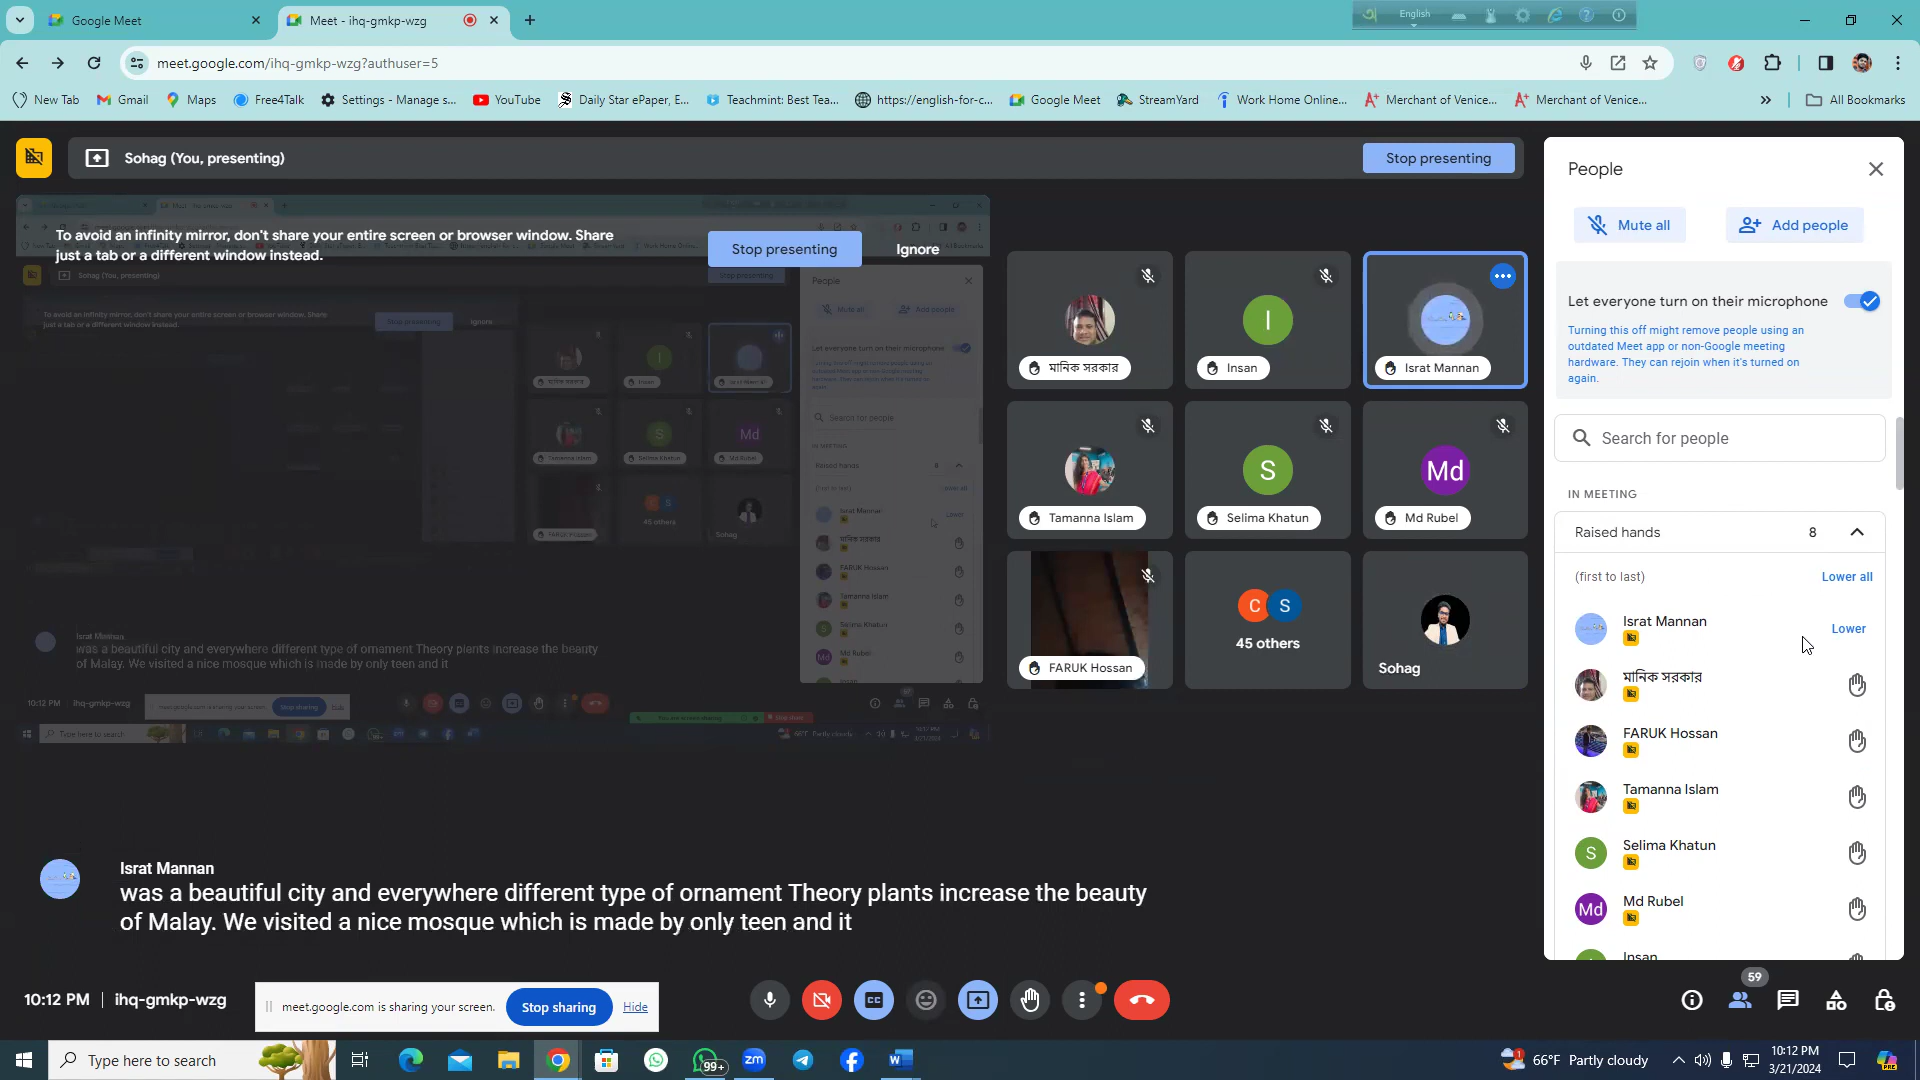 Google Meet
Meet - ihq-gmkp-wzg
English
meet.google.com/ihq-gmkp-wzg?authuser=5
New Tab
Gmail
Maps
Free4Talk
Settings - Manage s...
YouTube
Daily Star ePaper, E...
Teachmint: Best Tea...
https://english-for-c...
Google Meet
StreamYard
Work Home Online...
Merchant of Venice...
Merchant of Venice...
All Bookmarks
Sohag (You, presenting)
Stop presenting
To avoid an infinity mirror, don't share your entire screen or browser window. Share
just a tab or a different window instead.
Stop presenting
Ignore
মানিক সরকার
Insan
Israt Mannan
Tamanna Islam
Selima Khatun
Md
Md Rubel
FARUK Hossan
C S
45 others
Sohag
People
Mute all
Add people
Let everyone turn on their microphone
Turning this off might remove people using an
outdated Meet app or non-Google meeting
hardware. They can rejoin when it's turned on
again.
Search for people
IN MEETING
Raised hands 8
(first to last) Lower all
Israt Mannan
Lower
মানিক সরকার
FARUK Hossan
Tamanna Islam
S
Selima Khatun
Md
Md Rubel
Insan
Israt Mannan
was a beautiful city and everywhere different type of ornament Theory plants increase the beauty
of Malay. We visited a nice mosque which is made by only teen and it
10:12 PM | ihq-gmkp-wzg
meet.google.com is sharing your screen.
Stop sharing
Hide
CC
59
Type here to search
99+
zm
66°F Partly cloudy
10:12 PM
3/21/2024